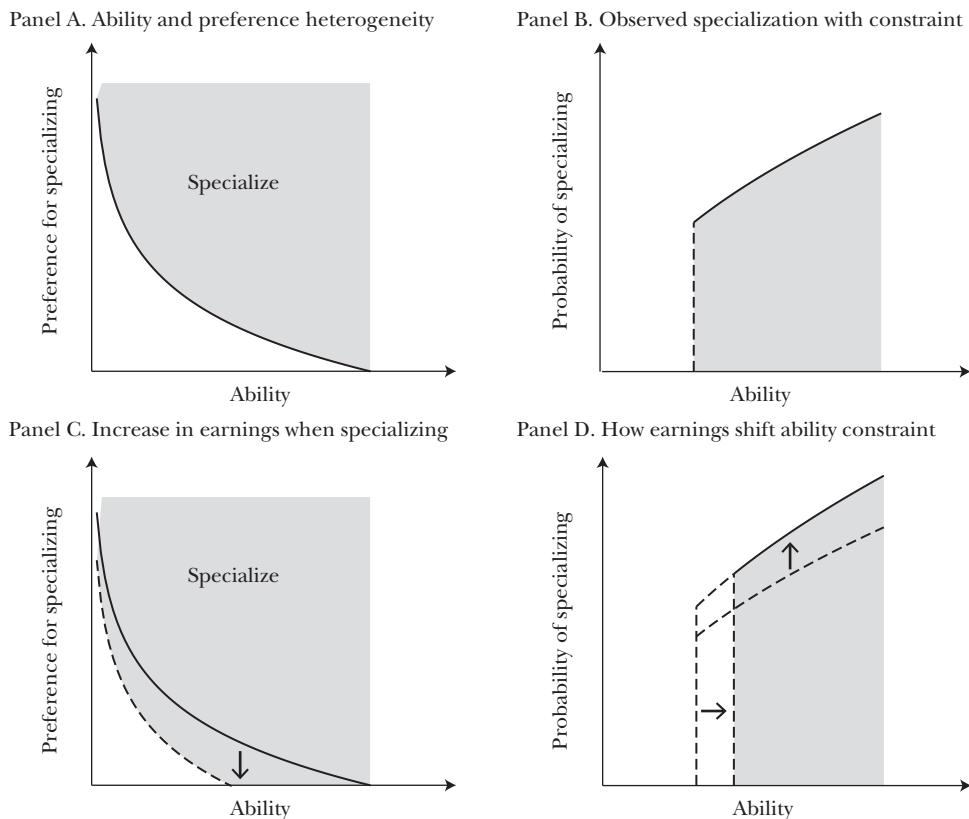 Panel A. Ability and preference heterogeneity
Preference for specializing
Specialize
Ability
Panel B. Observed specialization with constraint
Probability of specializing
Ability
Panel C. Increase in earnings when specializing
Preference for specializing
Specialize
Ability
Panel D. How earnings shift ability constraint
Probability of specializing
Ability